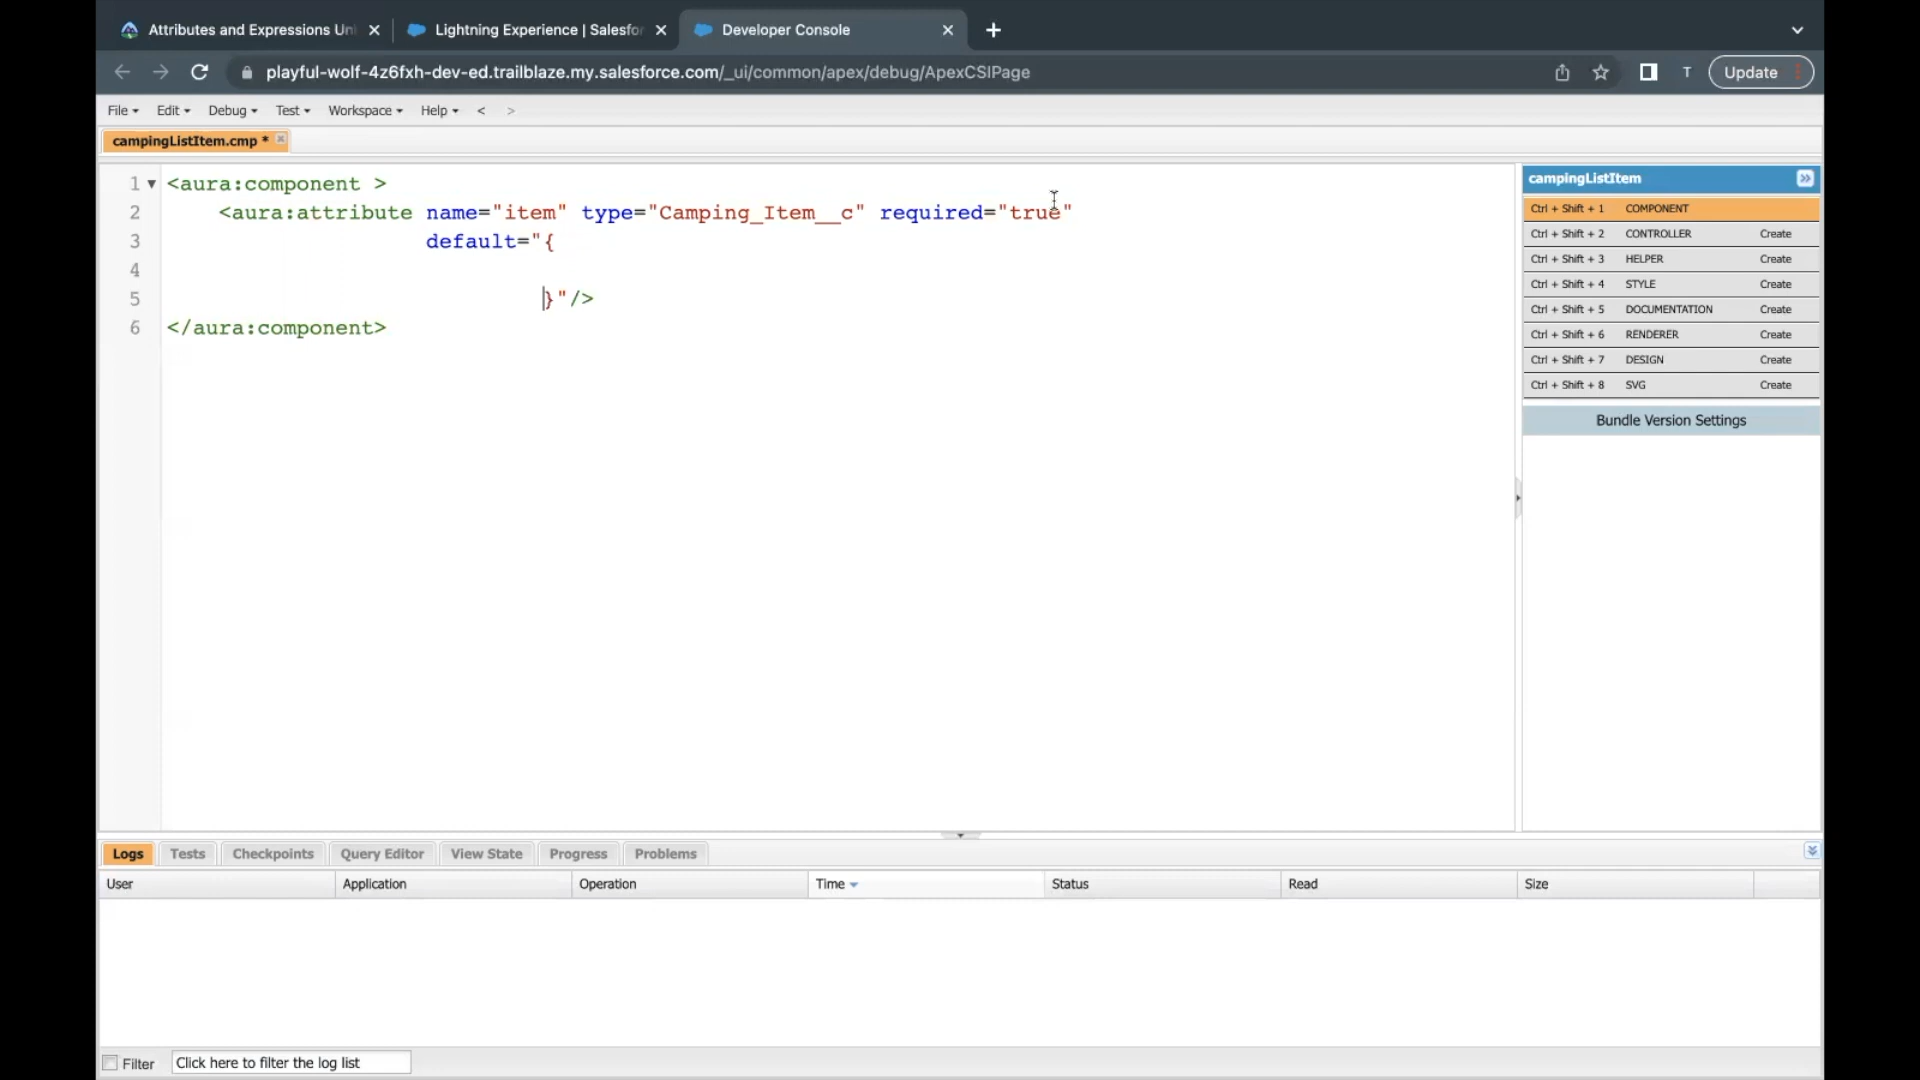 Attributes and Expressions Un
Lightning Experience | Salesfor
Developer Console
playful-wolf-4z6fxh-dev-ed.trailblaze.my.salesforce.com/_ui/common/apex/debug/ApexCSIPage
T
Update
File Edit Debug Test Workspace Help < >
campingListItem.cmp *
1 <aura:component >
2 <aura:attribute name="item" type="Camping_Item__c" required="true"
3 default="{
4
5 }"/>
6 </aura:component>
campingListItem
Ctrl + Shift + 1 COMPONENT
Ctrl + Shift + 2 CONTROLLER Create
Ctrl + Shift + 3 HELPER Create
Ctrl + Shift + 4 STYLE Create
Ctrl + Shift + 5 DOCUMENTATION Create
Ctrl + Shift + 6 RENDERER Create
Ctrl + Shift + 7 DESIGN Create
Ctrl + Shift + 8 SVG Create
Bundle Version Settings
Logs Tests Checkpoints Query Editor View State Progress Problems
User Application Operation Time Status Read Size
Filter Click here to filter the log list